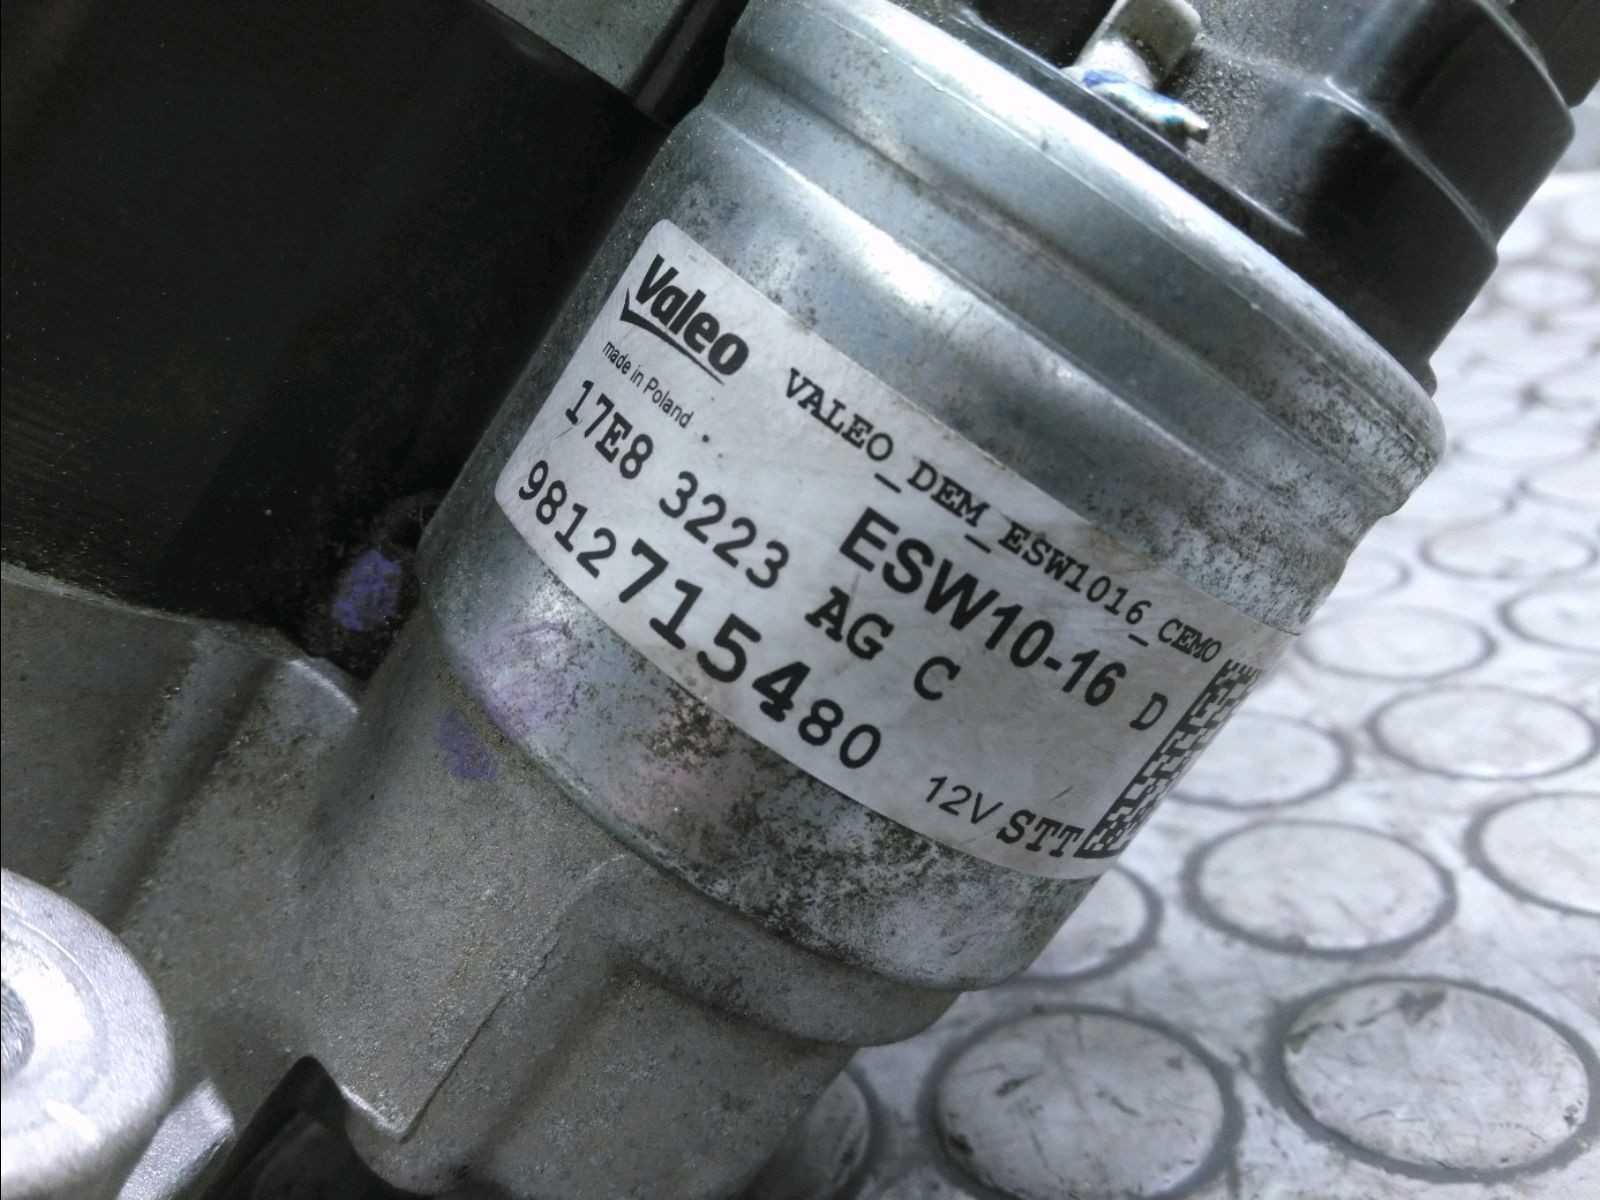 Valeo
VALEO_DEM_ESW1016_CEMO
made in Poland
ESW10-16 D
17E8 3223 AG C
9812715480
12V STT